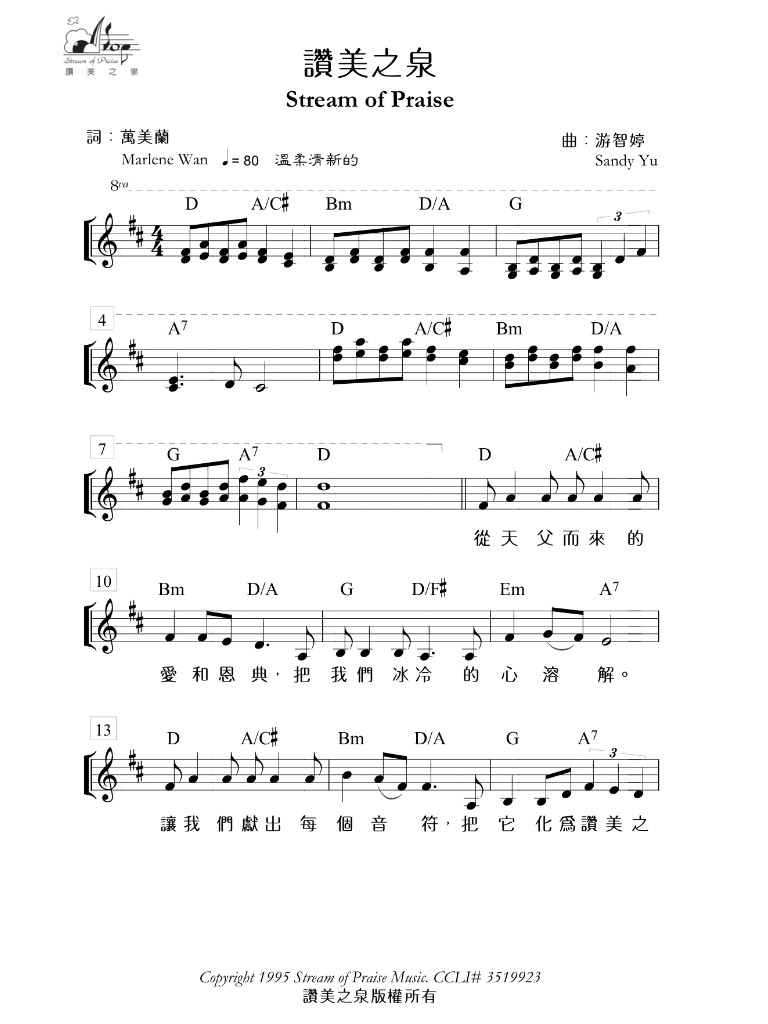 Stop
Stream of Praise
讚美之泉
讚美之泉
Stream of Praise
詞：萬美蘭
曲：游智婷
Marlene Wan ♩= 80 溫柔清新的
Sandy Yu
8va
D A/C# Bm D/A G
4
4
3
4
A7 D A/C# Bm D/A
7
G A7 D D A/C#
3
從天父而來的
10
Bm D/A G D/F# Em A7
愛和恩典，把我們冰冷的心溶解。
13
D A/C# Bm D/A G A7
3
讓我們獻出每個音符，把它化為讚美之
Copyright 1995 Stream of Praise Music. CCLI# 3519923
讚美之泉版權所有